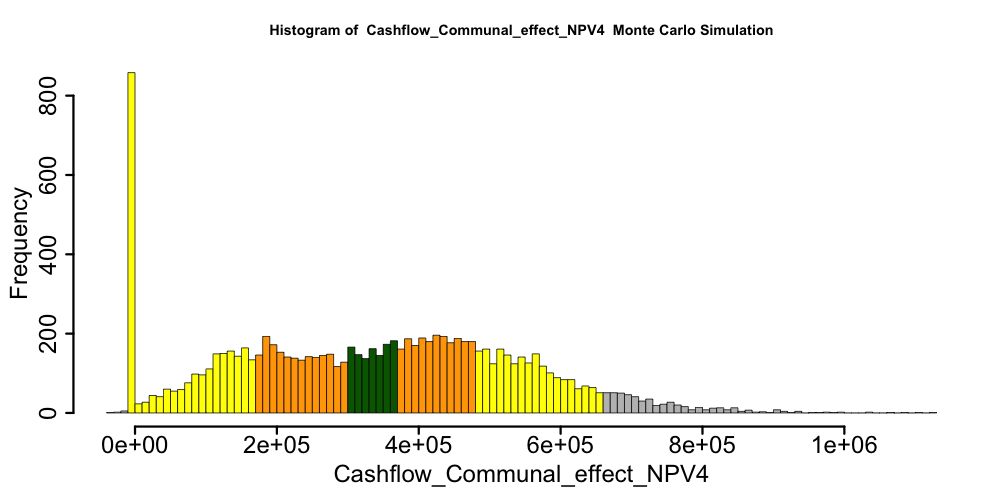 Histogram of  Cashflow_Communal_effect_NPV4  Monte Carlo Simulation
Frequency
800
600
400
200
0
0e+00 2e+05 4e+05 6e+05 8e+05 1e+06
Cashflow_Communal_effect_NPV4